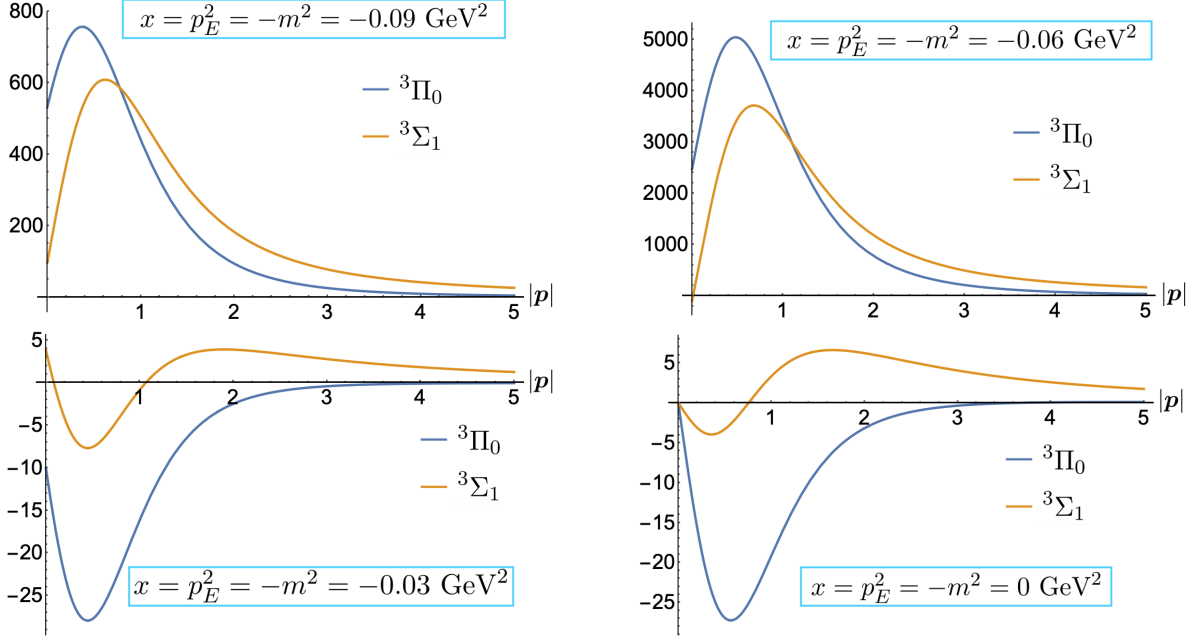 x = p_E^2 = −m^2 = −0.09 GeV^2
800
600
400
200
1 2 3 4 5
|p|
^3Π_0
^3Σ_1
x = p_E^2 = −m^2 = −0.06 GeV^2
5000
4000
3000
2000
1000
1 2 3 4 5
|p|
^3Π_0
^3Σ_1
5
-5
-10
-15
-20
-25
1 2 3 4 5
|p|
^3Π_0
^3Σ_1
x = p_E^2 = −m^2 = −0.03 GeV^2
5
-5
-10
-15
-20
-25
1 2 3 4 5
|p|
^3Π_0
^3Σ_1
x = p_E^2 = −m^2 = 0 GeV^2